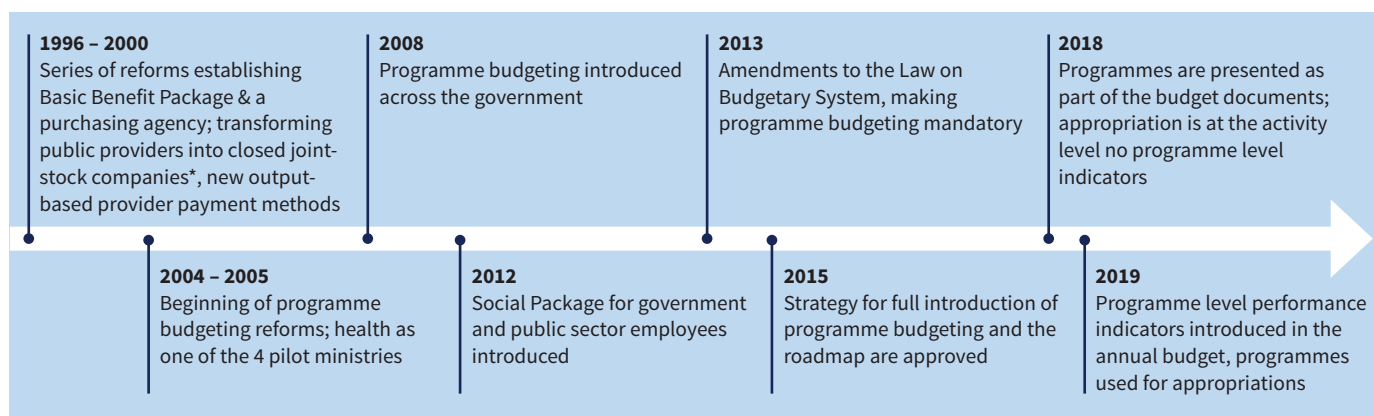 1996 – 2000
Series of reforms establishing
Basic Benefit Package & a
purchasing agency; transforming
public providers into closed joint-
stock companies*, new output-
based provider payment methods
2004 – 2005
Beginning of programme
budgeting reforms; health as
one of the 4 pilot ministries
2008
Programme budgeting introduced
across the government
2012
Social Package for government
and public sector employees
introduced
2013
Amendments to the Law on
Budgetary System, making
programme budgeting mandatory
2015
Strategy for full introduction of
programme budgeting and the
roadmap are approved
2018
Programmes are presented as
part of the budget documents;
appropriation is at the activity
level no programme level
indicators
2019
Programme level performance
indicators introduced in the
annual budget, programmes
used for appropriations